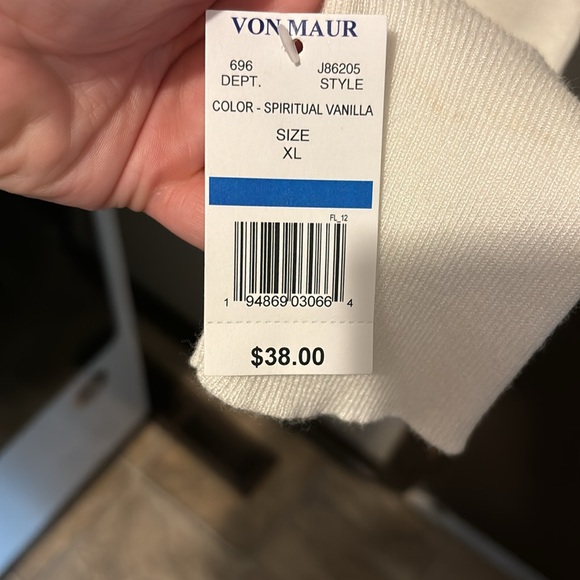 VON MAUR
696 J86205
DEPT. STYLE
COLOR - SPIRITUAL VANILLA
SIZE
XL
FL_12
1 94869 03066 4
$38.00